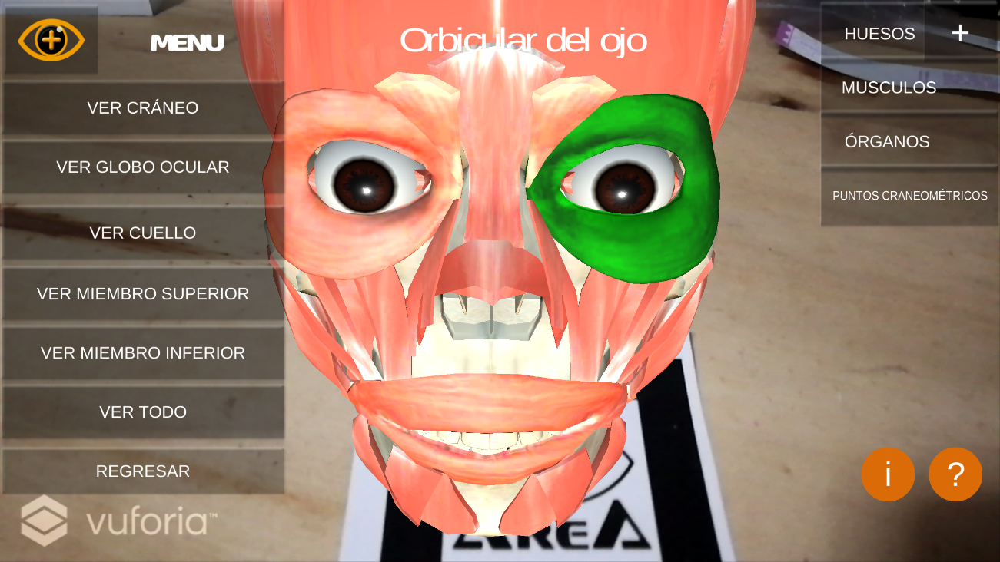 MENU
Orbicular del ojo
VER CRÁNEO
VER GLOBO OCULAR
VER CUELLO
VER MIEMBRO SUPERIOR
VER MIEMBRO INFERIOR
VER TODO
REGRESAR
vuforia™
HUESOS +
MUSCULOS
ÓRGANOS
PUNTOS CRANEOMÉTRICOS
i ?
AREA